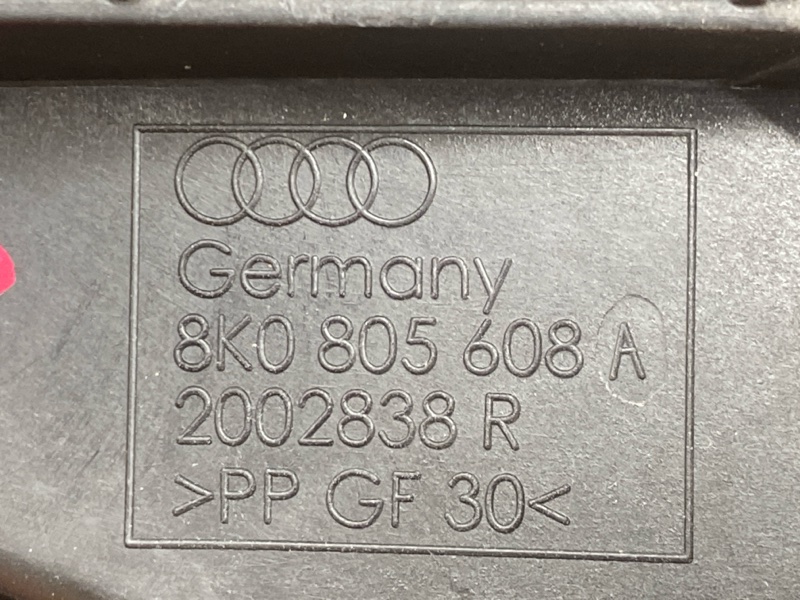 Germany
8K0 805 608 A
2002838 R
>PP GF 30<